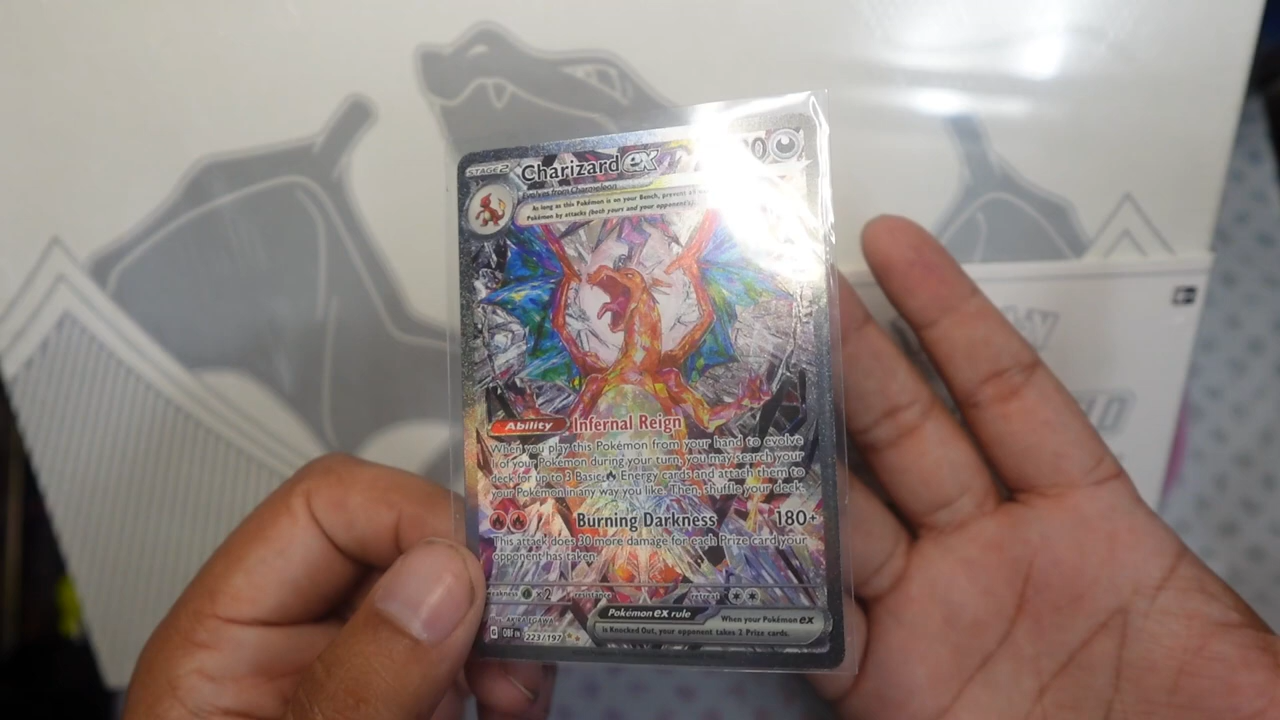 STAGE2 Charizard ex
Evolves from Charmeleon
As long as this Pokémon is on your Bench, prevent
Pokémon by attacks (both yours and your opponent's).
Ability Infernal Reign
When you play this Pokémon from your hand to evolve
1 of your Pokémon during your turn, you may search your
deck for up to 3 Basic Energy cards and attach them to
your Pokémon in any way you like. Then, shuffle your deck.
Burning Darkness 180+
This attack does 30 more damage for each Prize card your
opponent has taken.
weakness ×2 resistance retreat
Pokémon ex rule When your Pokémon ex
is Knocked Out, your opponent takes 2 Prize cards.
Illus. AKIRA EGAWA
G OBF EN 223/197